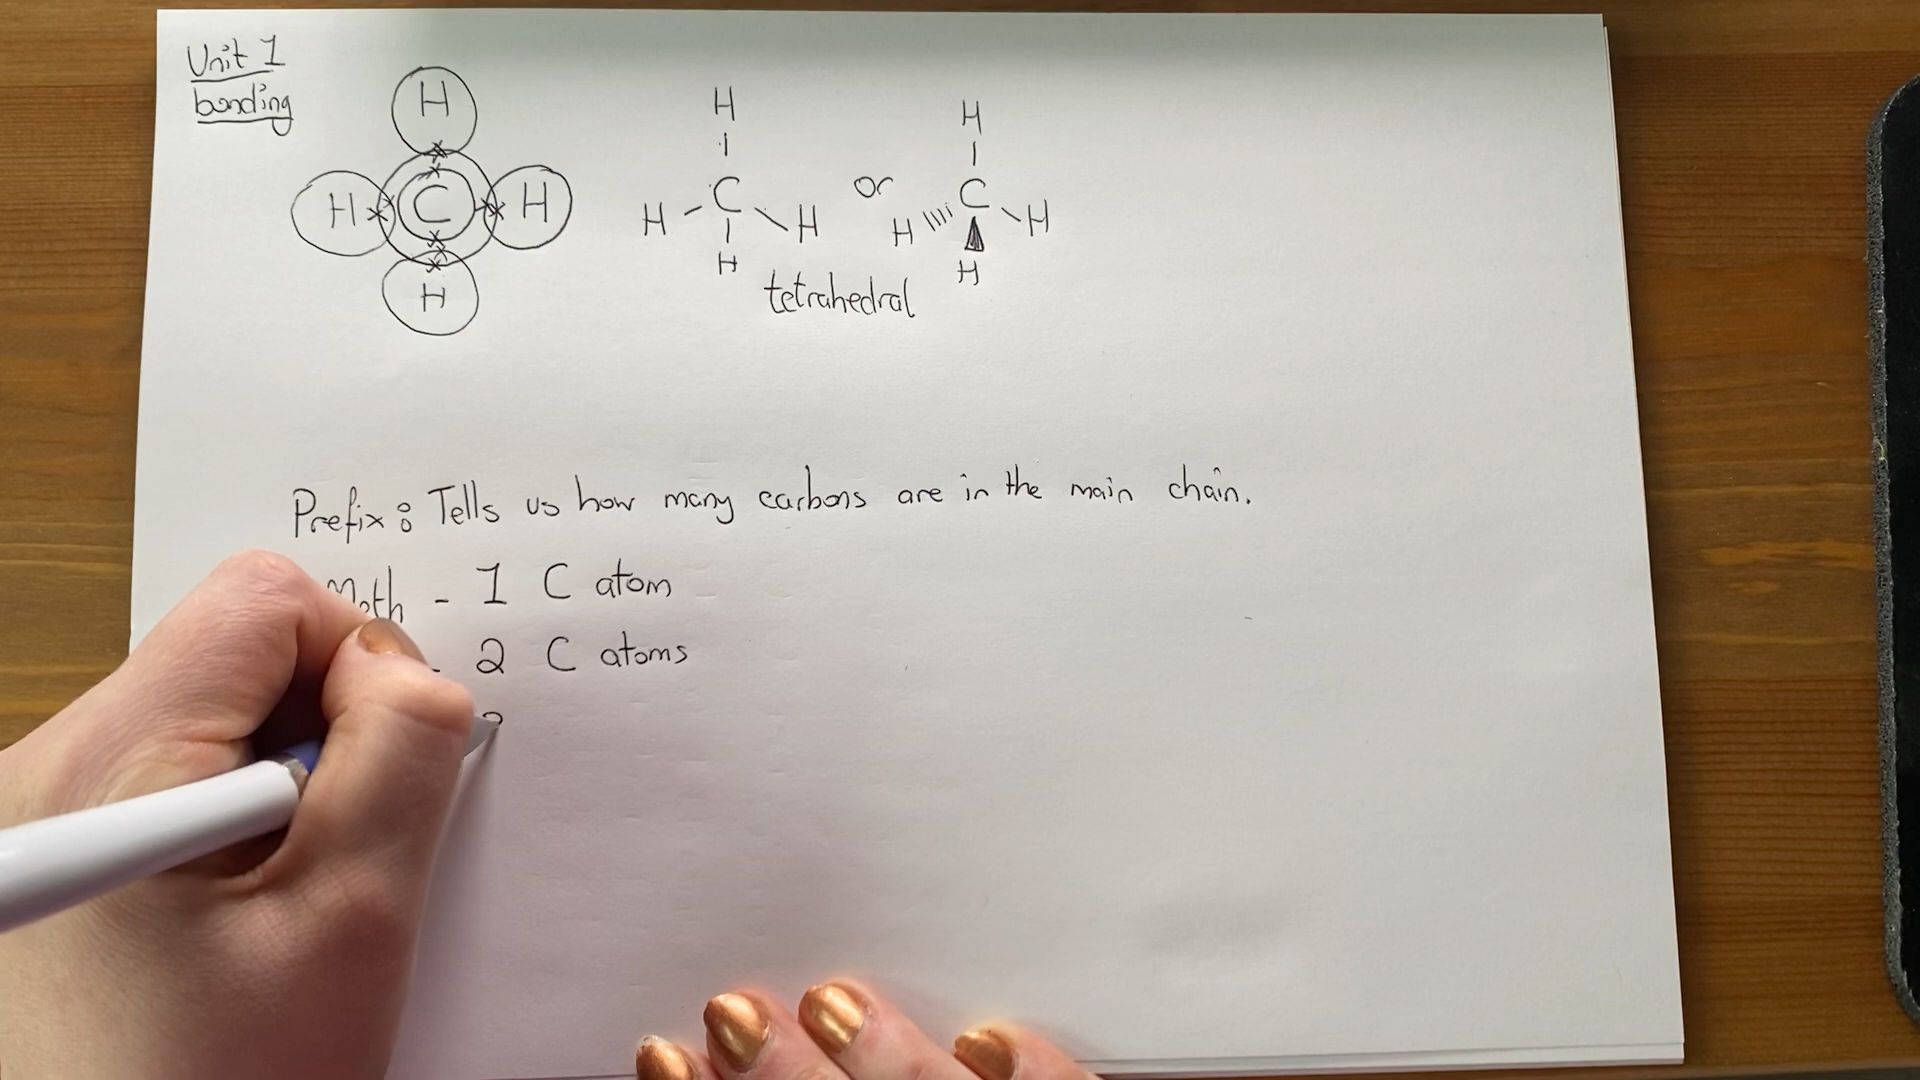 Unit 1
bonding
H
H C H
H
H
H C H
H
or
H
H C H
H
tetrahedral
Prefix: Tells us how many carbons are in the main chain.
Meth - 1 C atom
- 2 C atoms